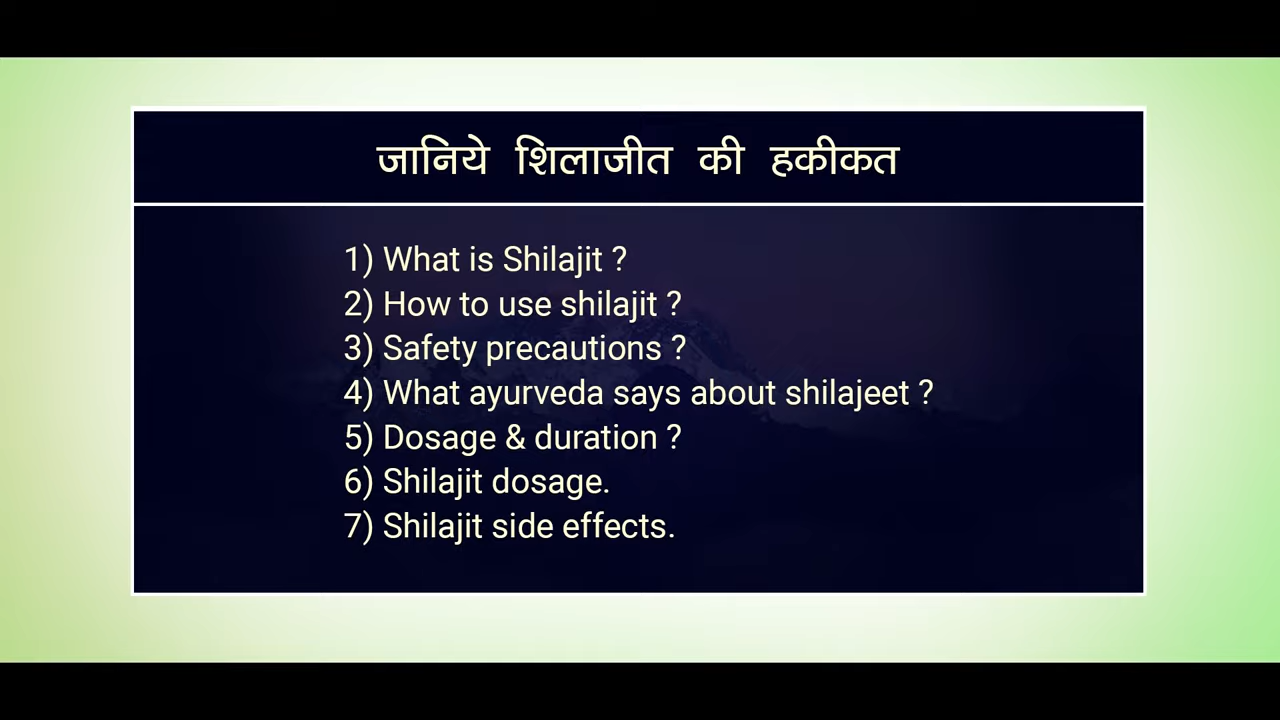 जानिये शिलाजीत की हकीकत
1) What is Shilajit ?
2) How to use shilajit ?
3) Safety precautions ?
4) What ayurveda says about shilajeet ?
5) Dosage & duration ?
6) Shilajit dosage.
7) Shilajit side effects.